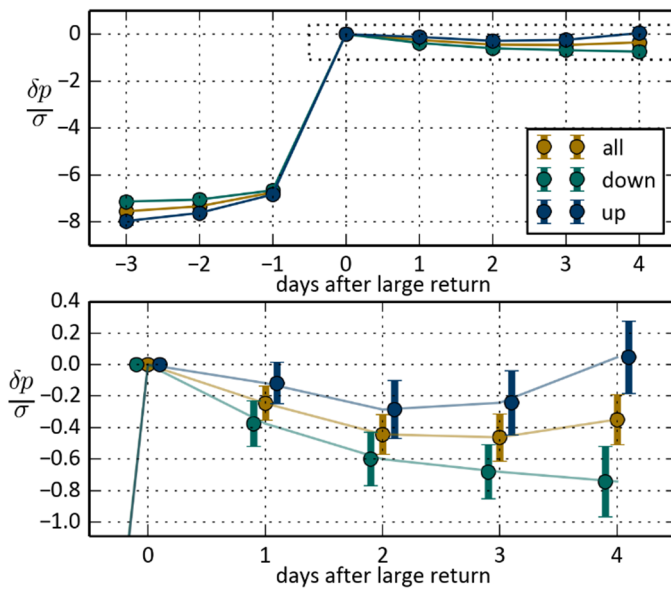 0
−2
−4
−6
−8
δp
σ
all
down
up
−3 −2 −1 0 1 2 3 4
days after large return
0.4
0.2
0.0
−0.2
−0.4
−0.6
−0.8
−1.0
δp
σ
0 1 2 3 4
days after large return